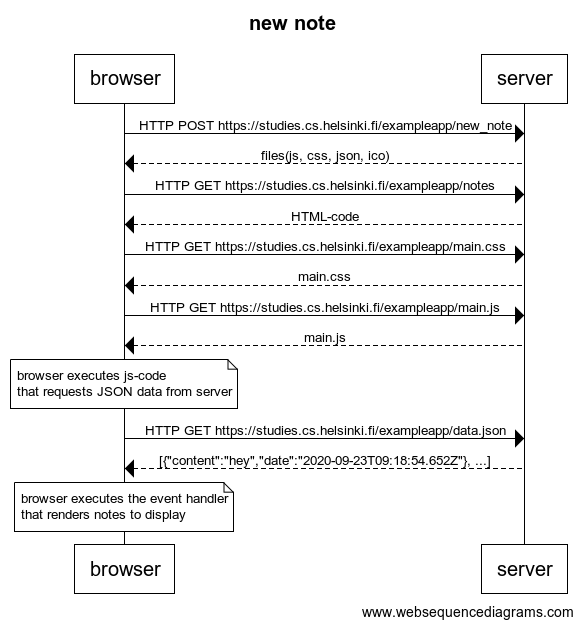 new note
browser
server
HTTP POST https://studies.cs.helsinki.fi/exampleapp/new_note
files(js, css, json, ico)
HTTP GET https://studies.cs.helsinki.fi/exampleapp/notes
HTML-code
HTTP GET https://studies.cs.helsinki.fi/exampleapp/main.css
main.css
HTTP GET https://studies.cs.helsinki.fi/exampleapp/main.js
main.js
browser executes js-code
that requests JSON data from server
HTTP GET https://studies.cs.helsinki.fi/exampleapp/data.json
[{"content":"hey","date":"2020-09-23T09:18:54.652Z"}, ...]
browser executes the event handler
that renders notes to display
browser
server
www.websequencediagrams.com